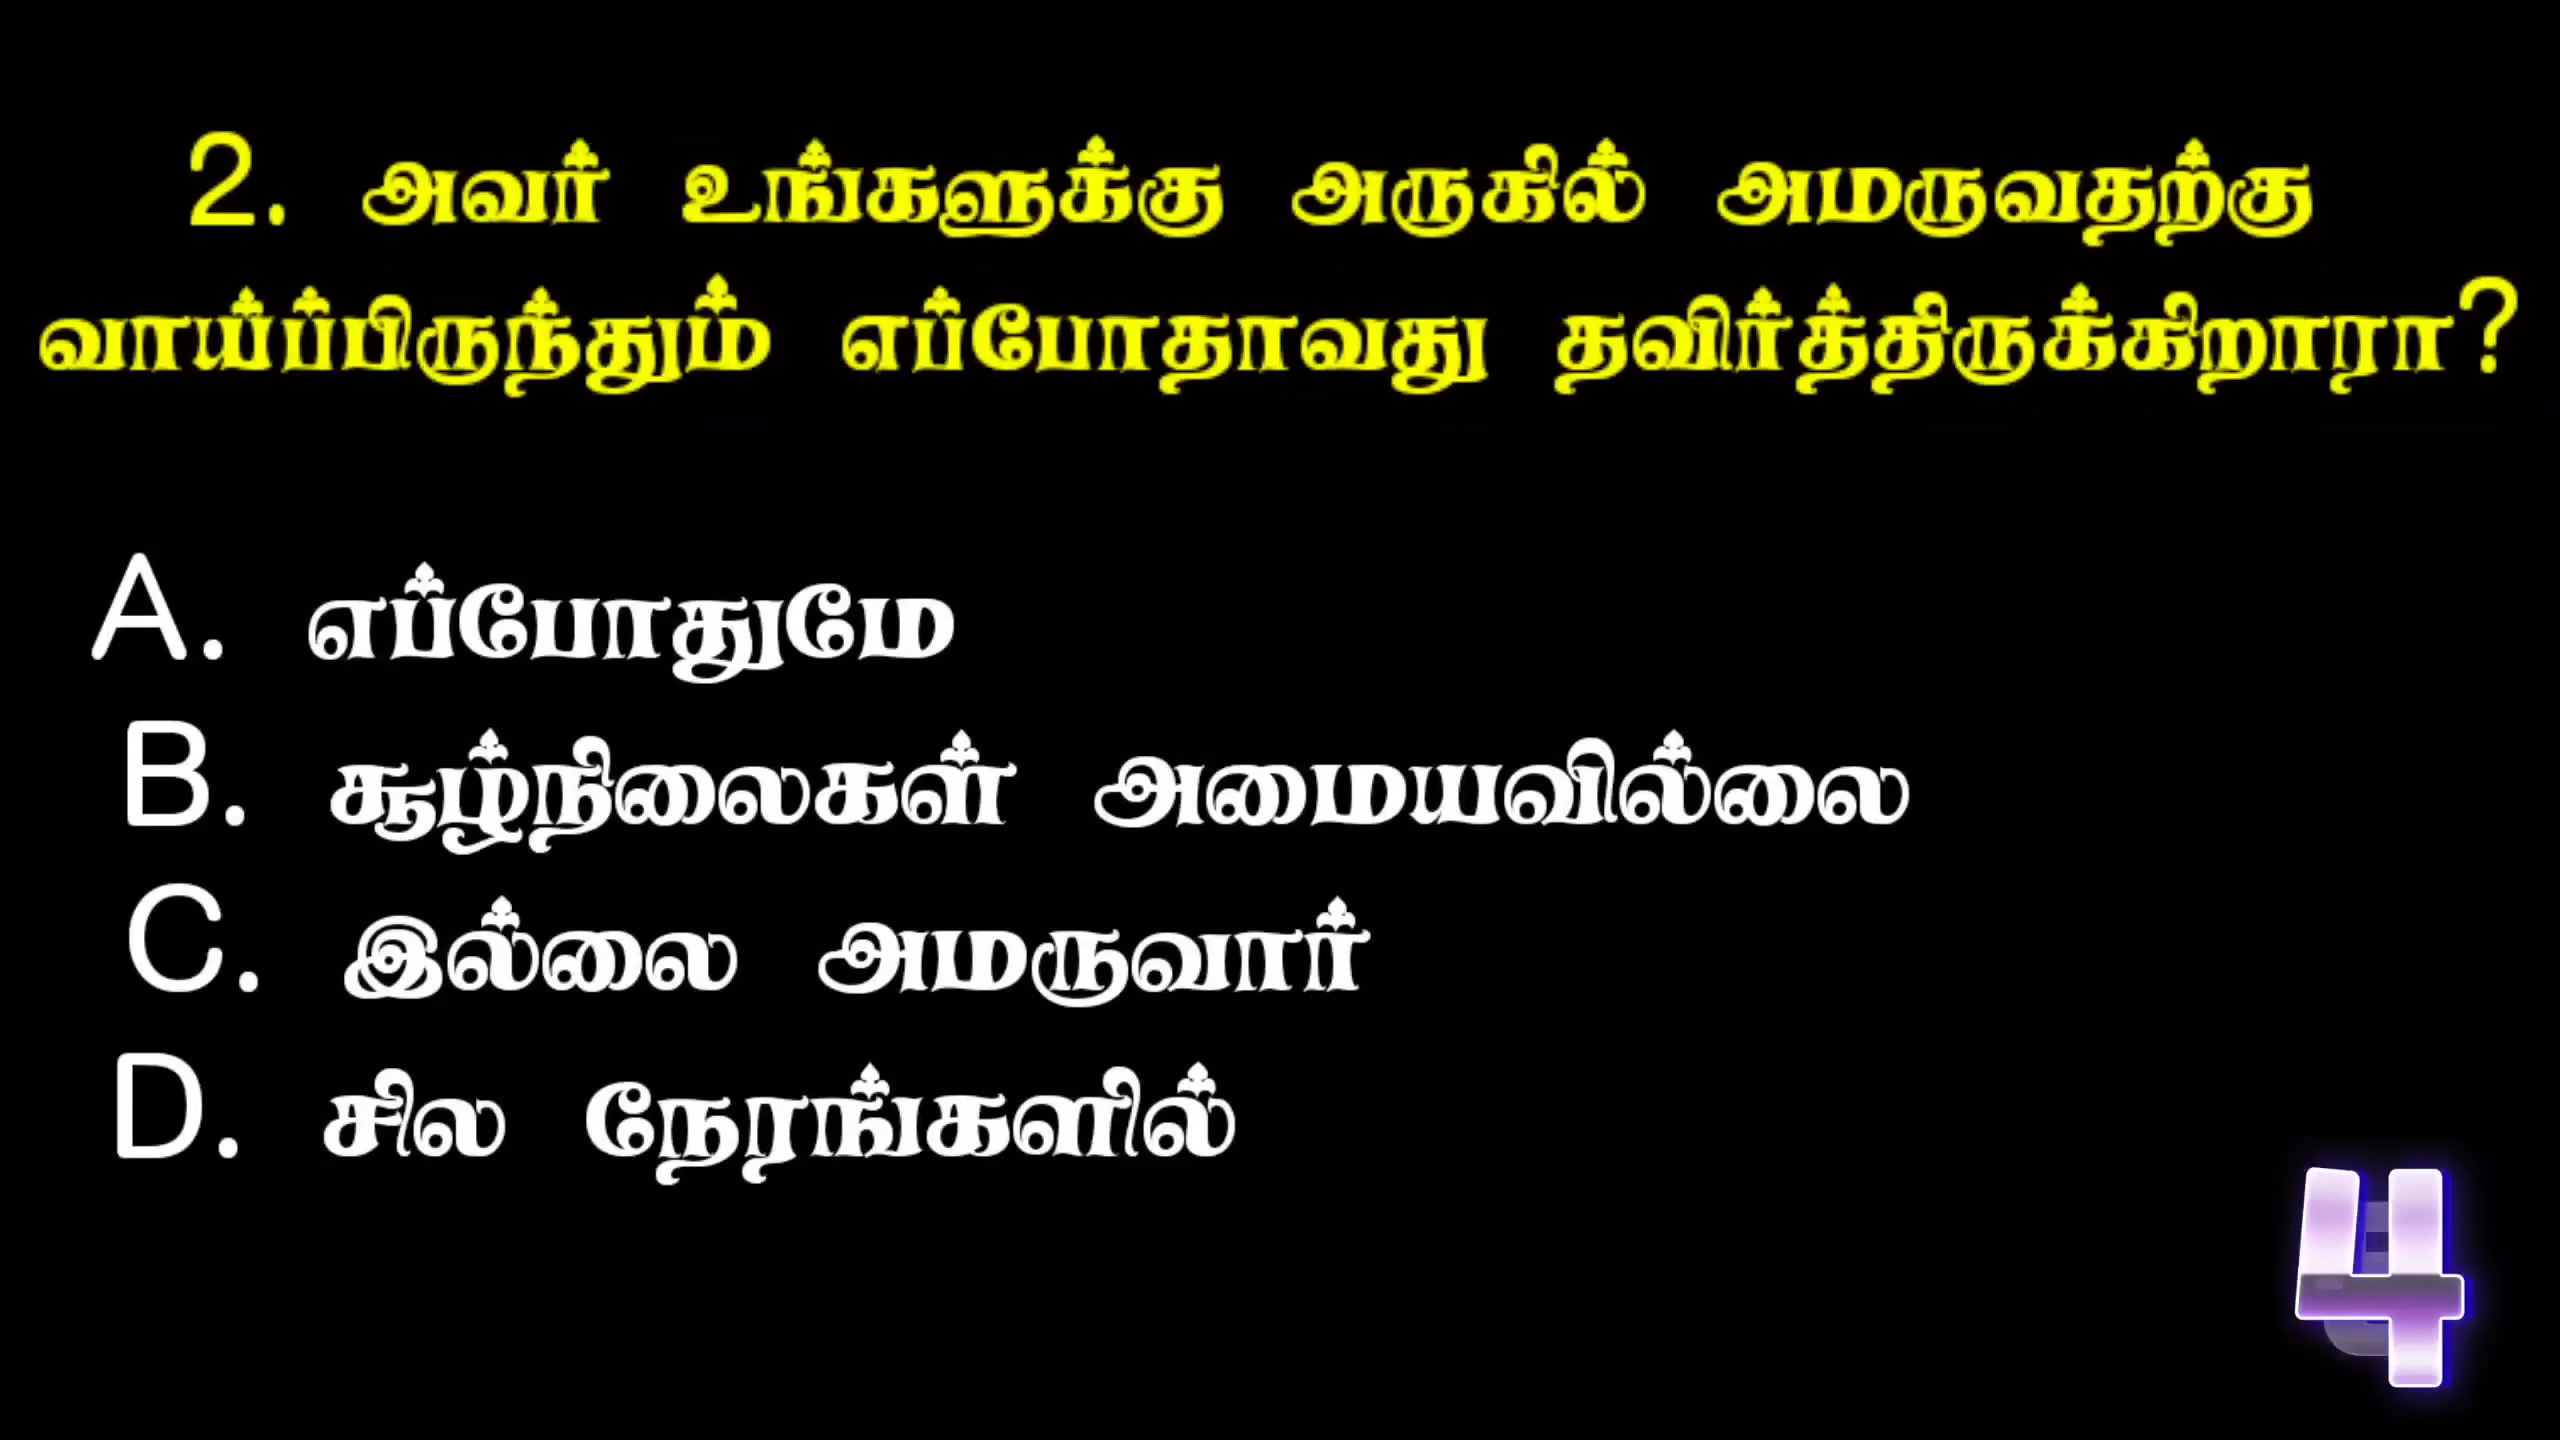 2. அவர் உங்களுக்கு அருகில் அமருவதற்கு
வாய்ப்பிருந்தும் எப்போதாவது தவிர்த்திருக்கிறாரா?
A. எப்போதுமே
B. சூழ்நிலைகள் அமையவில்லை
C. இல்லை அமருவார்
D. சில நேரங்களில்
4